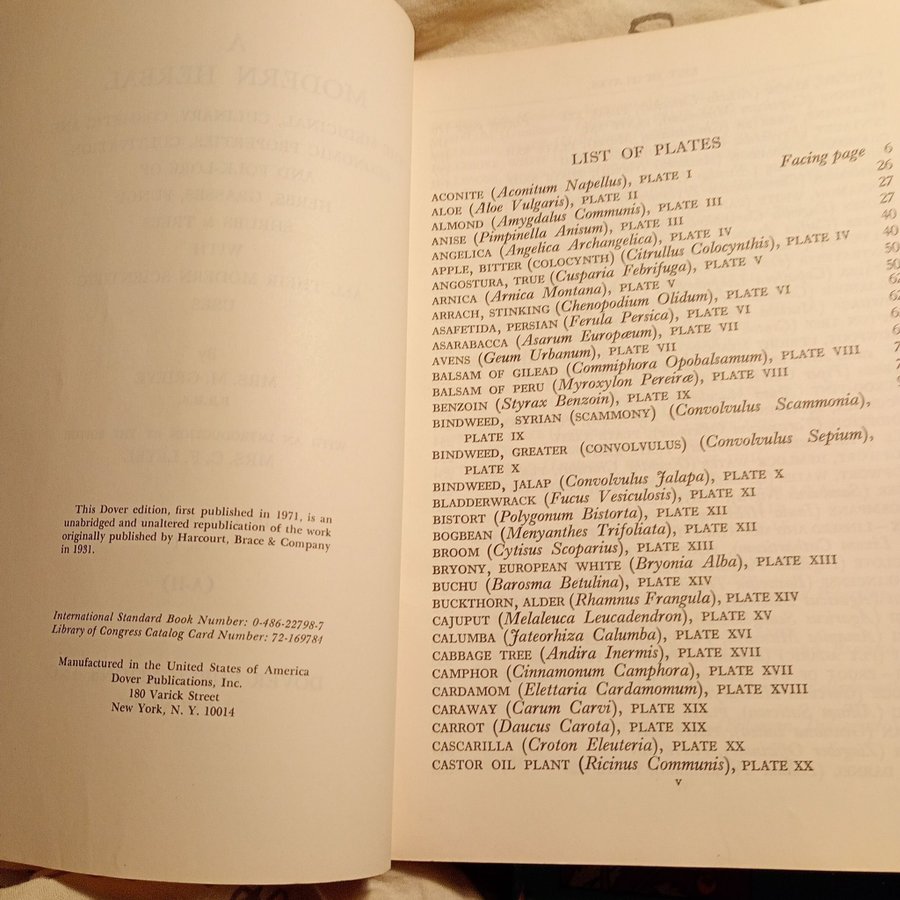 This Dover edition, first published in 1971, is an
unabridged and unaltered republication of the work
originally published by Harcourt, Brace & Company
in 1931.
International Standard Book Number: 0-486-22798-7
Library of Congress Catalog Card Number: 72-169784
Manufactured in the United States of America
Dover Publications, Inc.
180 Varick Street
New York, N. Y. 10014
LIST OF PLATES
Facing page
ACONITE (Aconitum Napellus), PLATE I 6
ALOE (Aloe Vulgaris), PLATE II 26
ALMOND (Amygdalus Communis), PLATE III 27
ANISE (Pimpinella Anisum), PLATE III 27
ANGELICA (Angelica Archangelica), PLATE IV 40
APPLE, BITTER (COLOCYNTH) (Citrullus Colocynthis), PLATE IV 40
ANGOSTURA, TRUE (Cusparia Febrifuga), PLATE V 50
ARNICA (Arnica Montana), PLATE V 50
ARRACH, STINKING (Chenopodium Olidum), PLATE VI
ASAFETIDA, PERSIAN (Ferula Persica), PLATE VI
ASARABACCA (Asarum Europæum), PLATE VII
AVENS (Geum Urbanum), PLATE VII
BALSAM OF GILEAD (Commiphora Opobalsamum), PLATE VIII
BALSAM OF PERU (Myroxylon Pereiræ), PLATE VIII
BENZOIN (Styrax Benzoin), PLATE IX
BINDWEED, SYRIAN (SCAMMONY) (Convolvulus Scammonia),
PLATE IX
BINDWEED, GREATER (CONVOLVULUS) (Convolvulus Sepium),
PLATE X
BINDWEED, JALAP (Convolvulus Jalapa), PLATE X
BLADDERWRACK (Fucus Vesiculosis), PLATE XI
BISTORT (Polygonum Bistorta), PLATE XII
BOGBEAN (Menyanthes Trifoliata), PLATE XII
BROOM (Cytisus Scoparius), PLATE XIII
BRYONY, EUROPEAN WHITE (Bryonia Alba), PLATE XIII
BUCHU (Barosma Betulina), PLATE XIV
BUCKTHORN, ALDER (Rhamnus Frangula), PLATE XIV
CAJUPUT (Melaleuca Leucadendron), PLATE XV
CALUMBA (Jateorhiza Calumba), PLATE XVI
CABBAGE TREE (Andira Inermis), PLATE XVII
CAMPHOR (Cinnamonum Camphora), PLATE XVII
CARDAMOM (Elettaria Cardamomum), PLATE XVIII
CARAWAY (Carum Carvi), PLATE XIX
CARROT (Daucus Carota), PLATE XIX
CASCARILLA (Croton Eleuteria), PLATE XX
CASTOR OIL PLANT (Ricinus Communis), PLATE XX
v